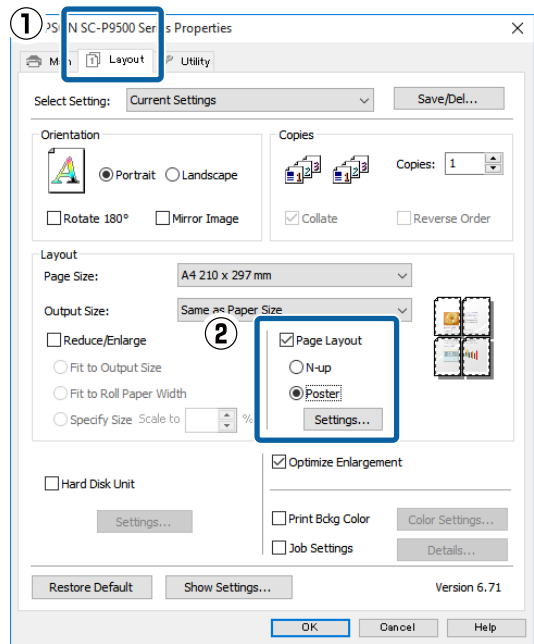 ①
PSON SC-P9500 Series Properties
Main Layout Utility
Select Setting: Current Settings Save/Del...
Orientation Copies
Portrait Landscape Copies: 1
Rotate 180° Mirror Image Collate Reverse Order
Layout
Page Size: A4 210 x 297 mm
Output Size: Same as Paper Size
②
Reduce/Enlarge Page Layout
Fit to Output Size N-up
Fit to Roll Paper Width Poster
Specify Size Scale to % Settings...
Optimize Enlargement
Hard Disk Unit
Settings... Print Bckg Color Color Settings...
Job Settings Details...
Restore Default Show Settings... Version 6.71
OK Cancel Help